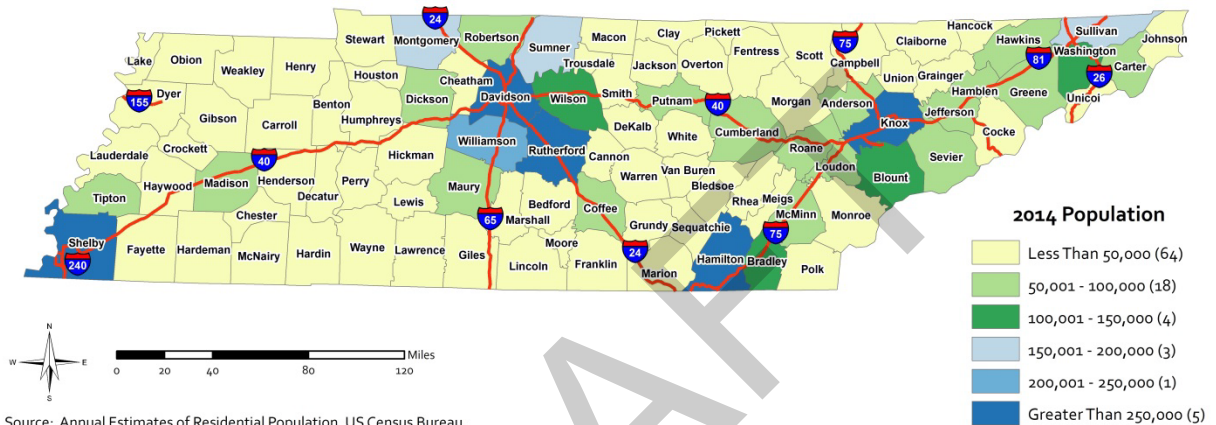 24
75
81
26
155
40
40
65
24
75
240
Stewart
Montgomery
Robertson
Sumner
Macon
Clay
Pickett
Fentress
Scott
Campbell
Claiborne
Hancock
Hawkins
Sullivan
Johnson
Lake
Obion
Weakley
Henry
Houston
Cheatham
Trousdale
Jackson
Overton
Union
Grainger
Washington
Carter
Dyer
Benton
Dickson
Davidson
Wilson
Smith
Putnam
Morgan
Anderson
Hamblen
Greene
Unicoi
Gibson
Carroll
Humphreys
DeKalb
White
Cumberland
Knox
Jefferson
Cocke
Lauderdale
Crockett
Hickman
Williamson
Rutherford
Cannon
Warren
Van Buren
Bledsoe
Roane
Loudon
Blount
Sevier
Tipton
Haywood
Madison
Henderson
Decatur
Perry
Lewis
Maury
Bedford
Coffee
Grundy
Sequatchie
Rhea
Meigs
McMinn
Monroe
Chester
Marshall
Moore
Shelby
Fayette
Hardeman
McNairy
Hardin
Wayne
Lawrence
Giles
Lincoln
Franklin
Marion
Hamilton
Bradley
Polk
2014 Population
Less Than 50,000 (64)
50,001 - 100,000 (18)
100,001 - 150,000 (4)
150,001 - 200,000 (3)
200,001 - 250,000 (1)
Greater Than 250,000 (5)
N
W E
S
Miles
0 20 40 80 120
Source: Annual Estimates of Residential Population, US Census Bureau